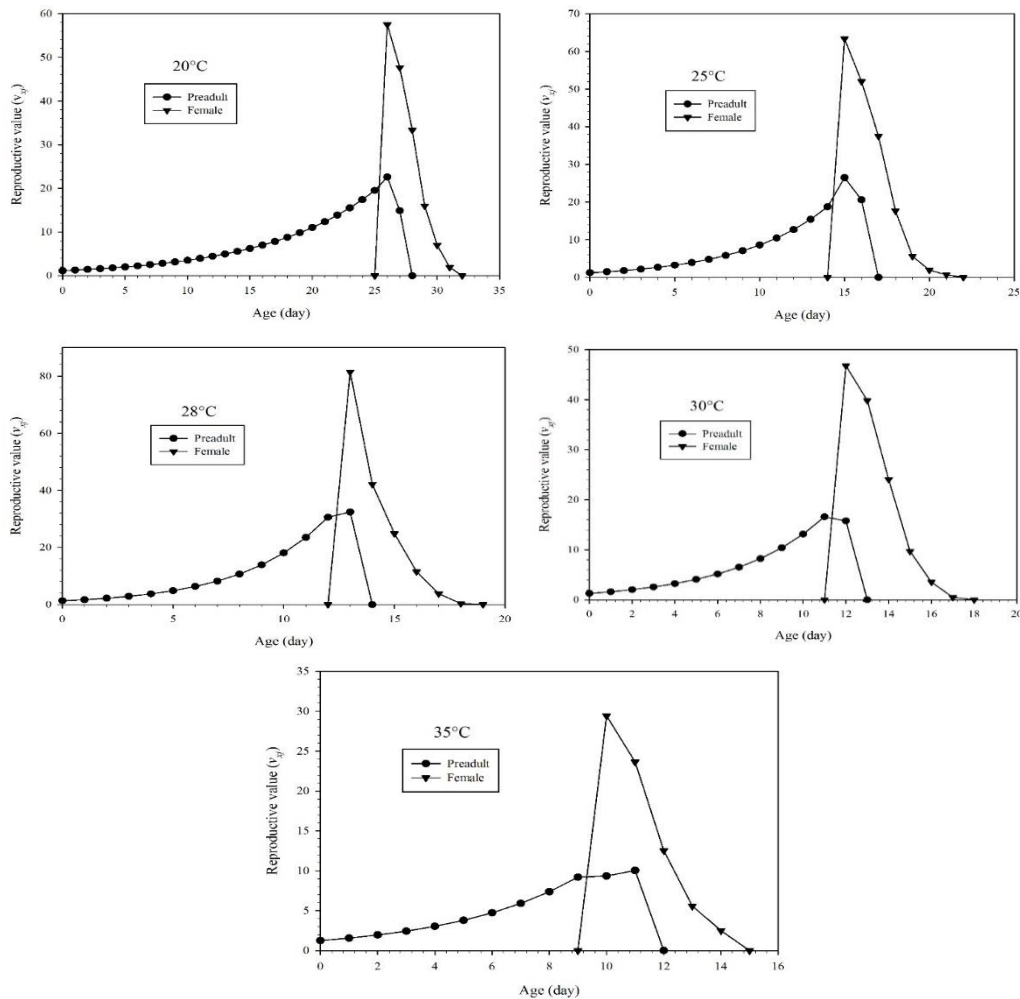 60
50
40
30
20
10
0
Reproductive value (vxj)
20°C
Preadult
Female
0 5 10 15 20 25 30 35
Age (day)
70
60
50
40
30
20
10
0
Reproductive value (vxj)
25°C
Preadult
Female
0 5 10 15 20 25
Age (day)
80
60
40
20
0
Reproductive value (vxj)
28°C
Preadult
Female
0 5 10 15 20
Age (day)
50
40
30
20
10
0
Reproductive value (vxj)
30°C
Preadult
Female
0 2 4 6 8 10 12 14 16 18 20
Age (day)
35
30
25
20
15
10
5
0
Reproductive value (vxj)
35°C
Preadult
Female
0 2 4 6 8 10 12 14 16
Age (day)